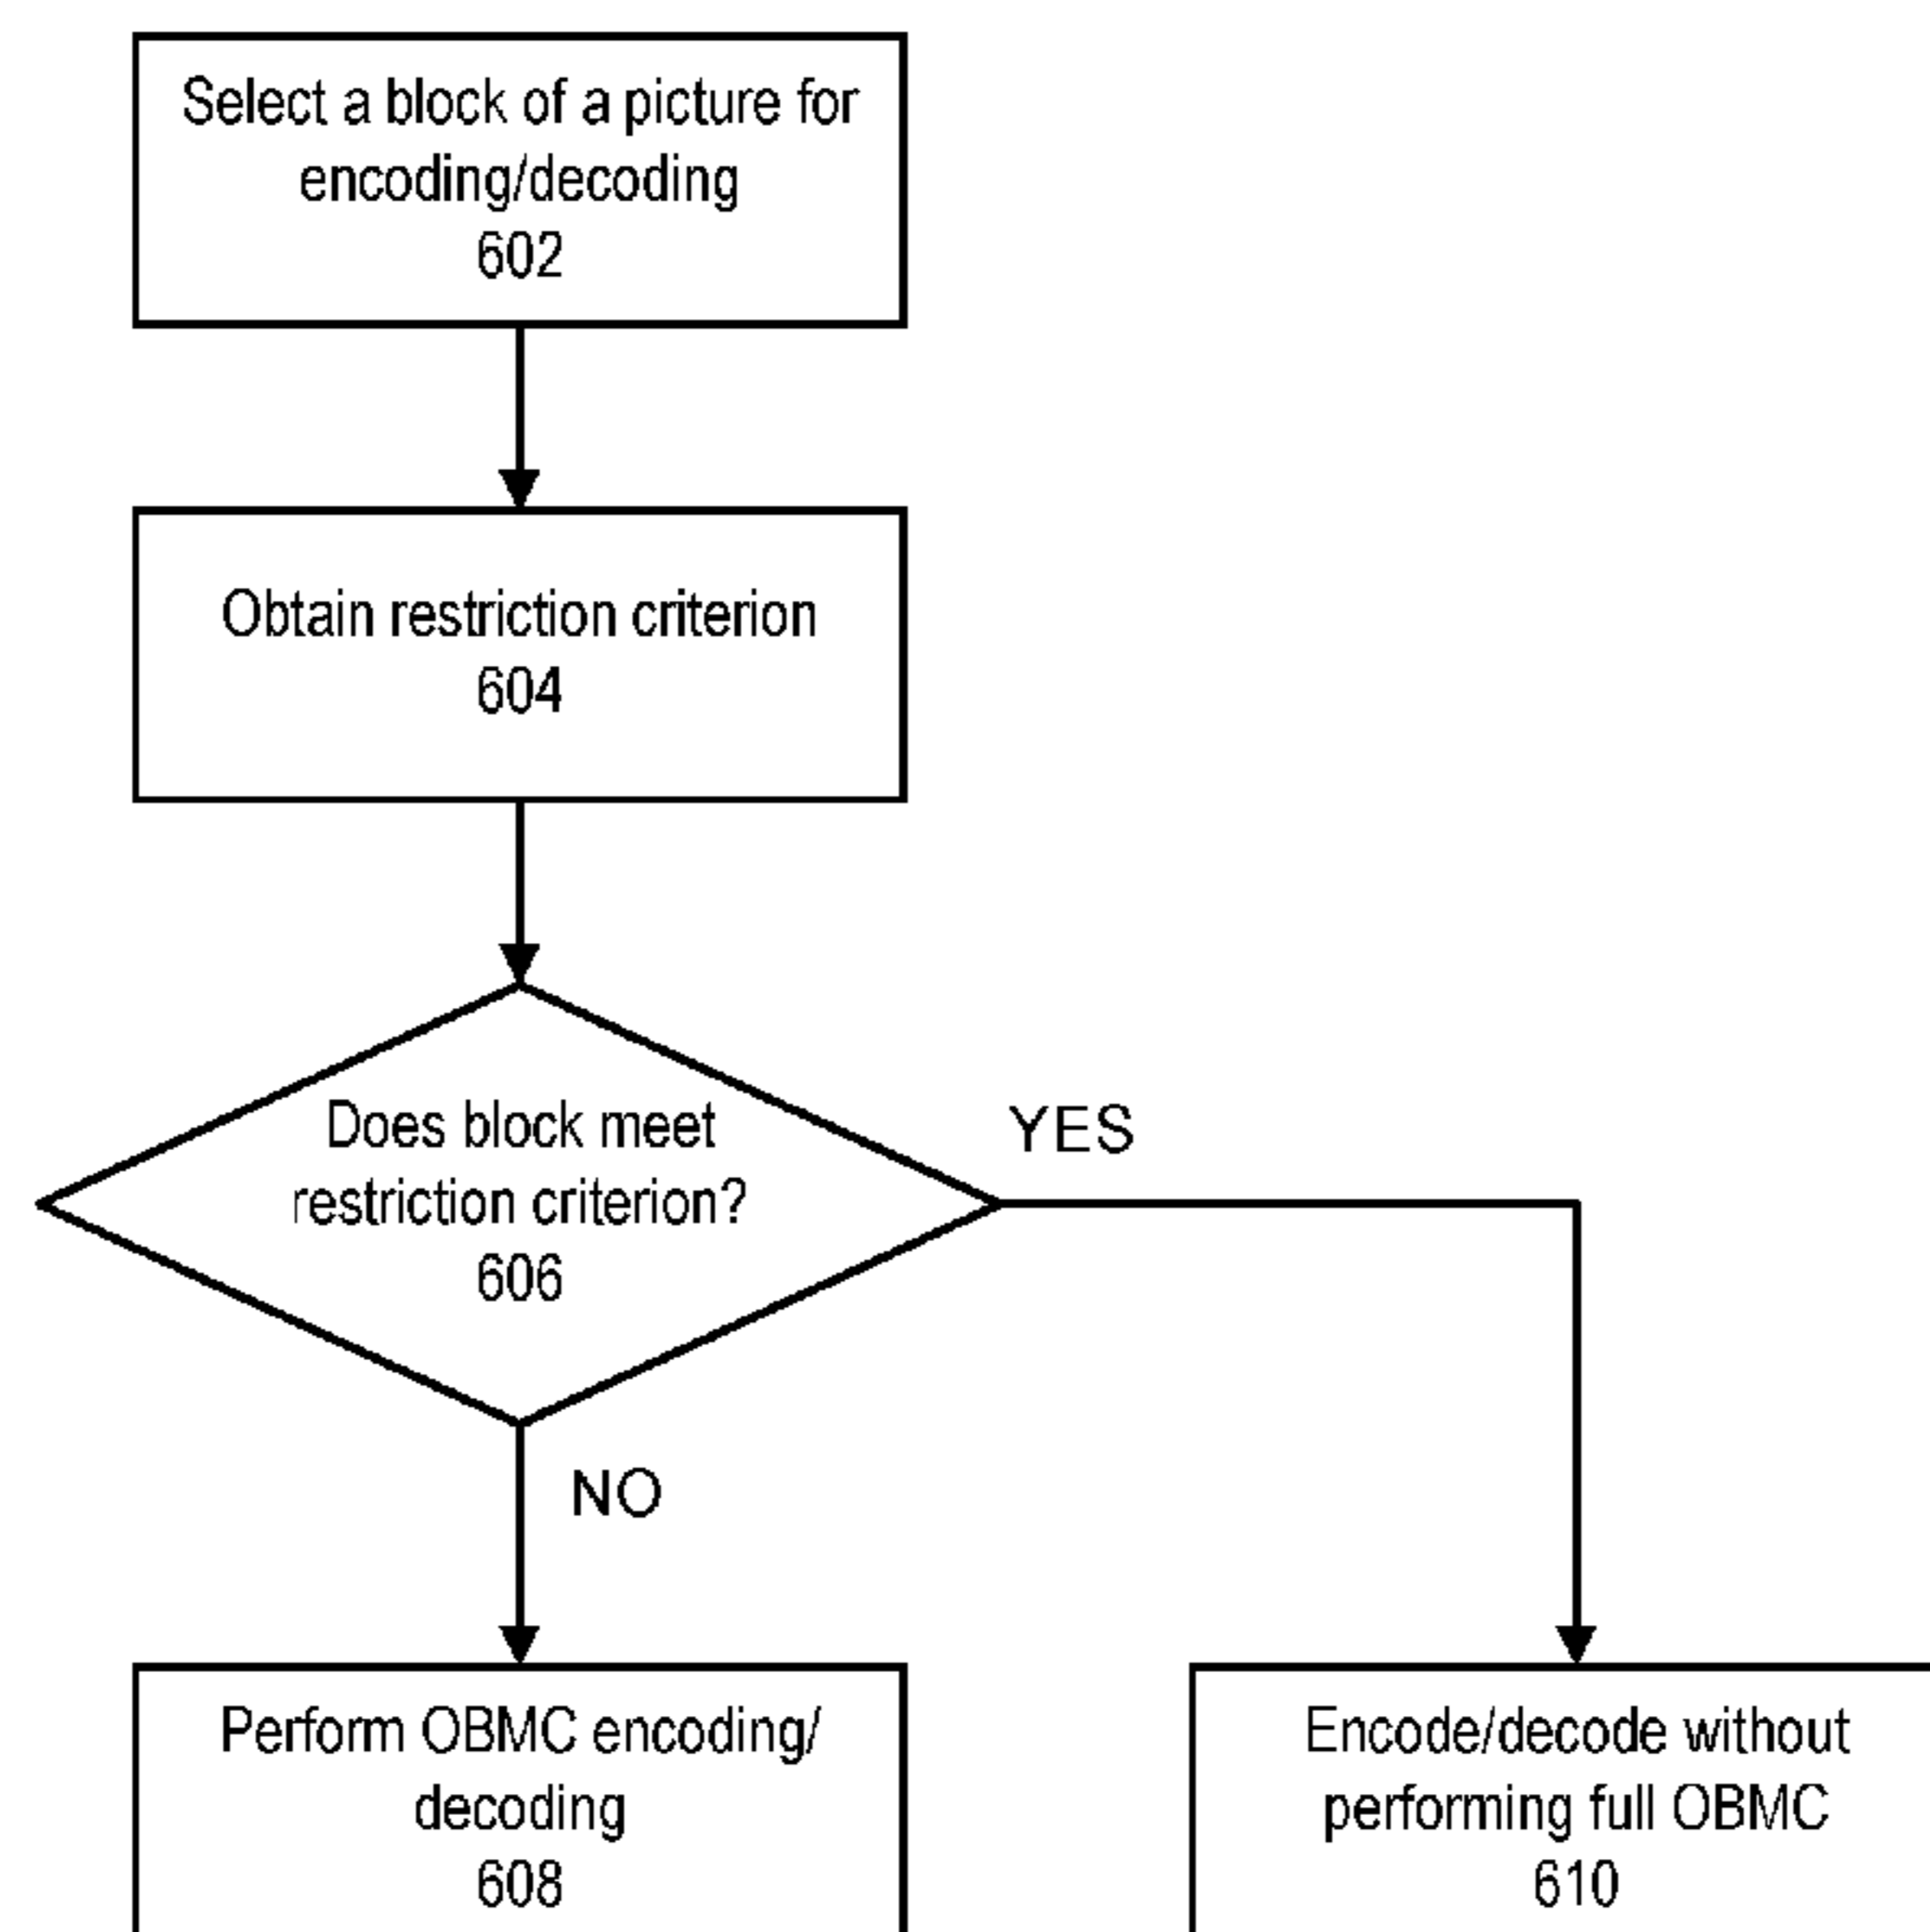 Select a block of a picture for
encoding/decoding
602
Obtain restriction criterion
604
Does block meet
restriction criterion?
606
YES
NO
Perform OBMC encoding/
decoding
608
Encode/decode without
performing full OBMC
610